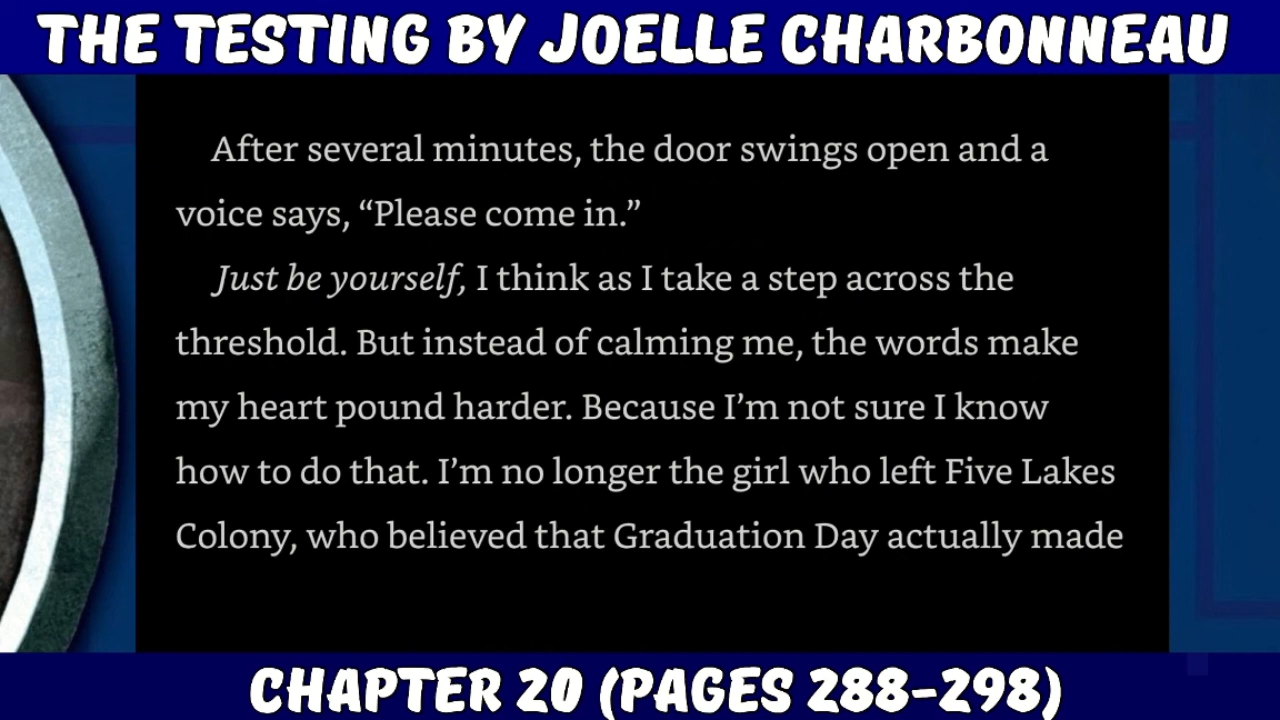 THE TESTING BY JOELLE CHARBONNEAU
After several minutes, the door swings open and a
voice says, “Please come in.”
Just be yourself, I think as I take a step across the
threshold. But instead of calming me, the words make
my heart pound harder. Because I’m not sure I know
how to do that. I’m no longer the girl who left Five Lakes
Colony, who believed that Graduation Day actually made
CHAPTER 20 (PAGES 288-298)